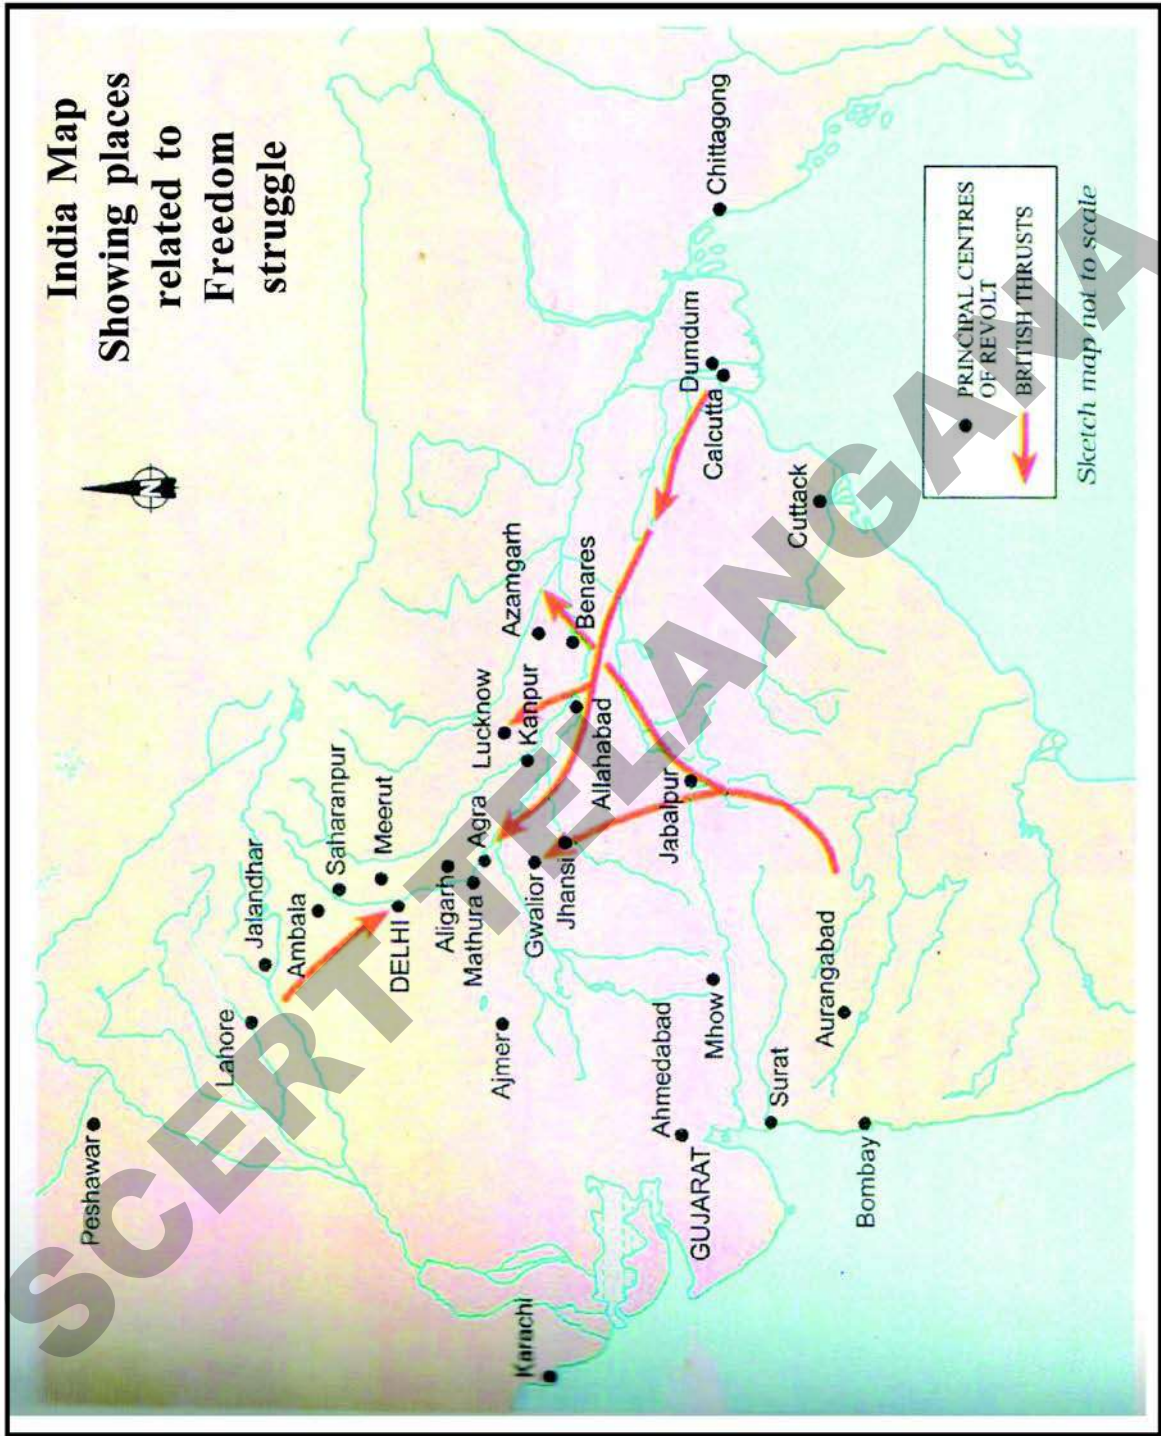 India Map
Showing places
related to
Freedom
struggle
N
Peshawar
Lahore
Jalandhar
Ambala
Saharanpur
Meerut
DELHI
Aligarh
Mathura
Agra
Ajmer
Gwalior
Jhansi
Lucknow
Kanpur
Azamgarh
Benares
Allahabad
Jabalpur
Karachi
Ahmedabad
GUJARAT
Mhow
Surat
Aurangabad
Bombay
Dumdum
Calcutta
Chittagong
Cuttack
PRINCIPAL CENTRES
OF REVOLT
BRITISH THRUSTS
Sketch map not to scale
SCERT TELANGANA